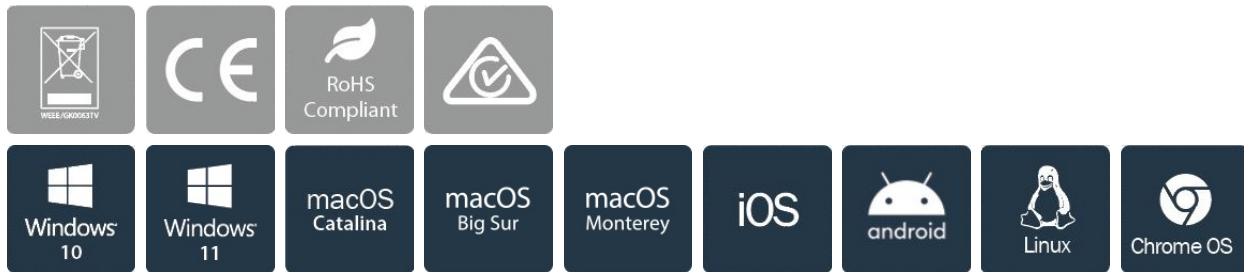 WEEE/GK0063TV
CE
RoHS
Compliant
Windows
10
Windows
11
macOS
Catalina
macOS
Big Sur
macOS
Monterey
iOS
android
Linux
Chrome OS